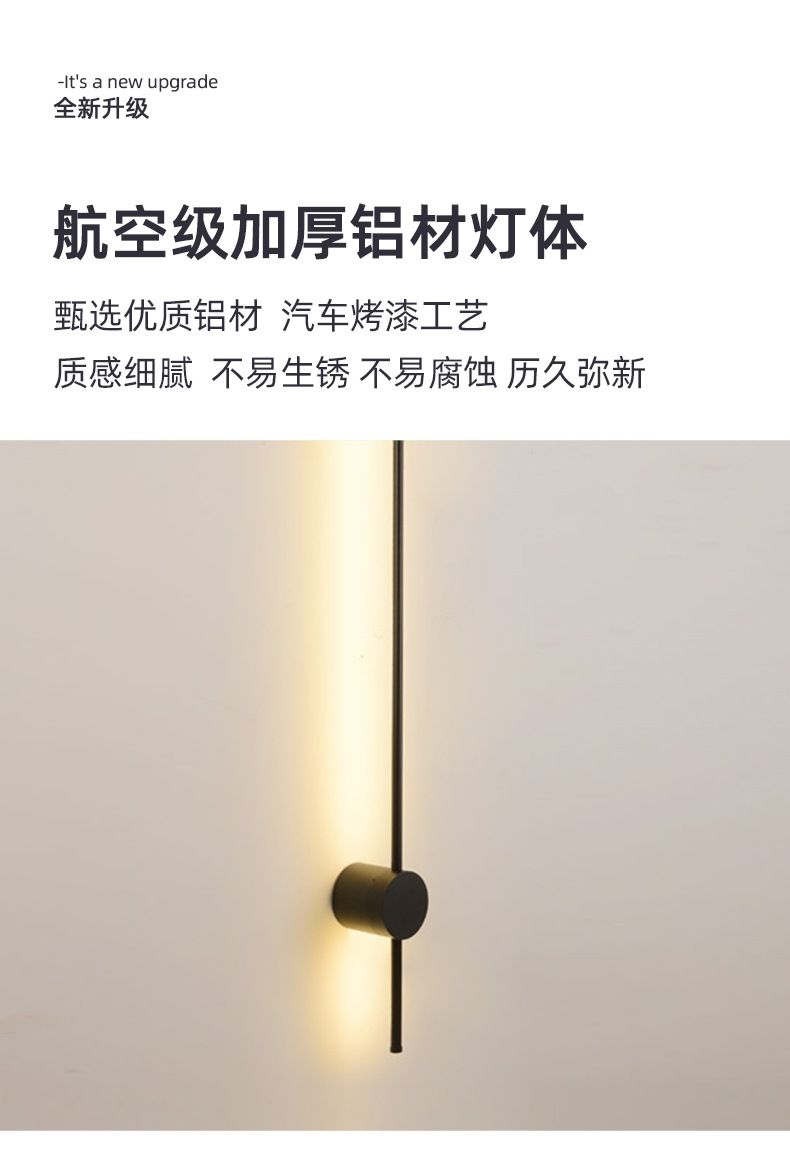 -It's a new upgrade
全新升级
航空级加厚铝材灯体
甄选优质铝材 汽车烤漆工艺
质感细腻 不易生锈 不易腐蚀 历久弥新